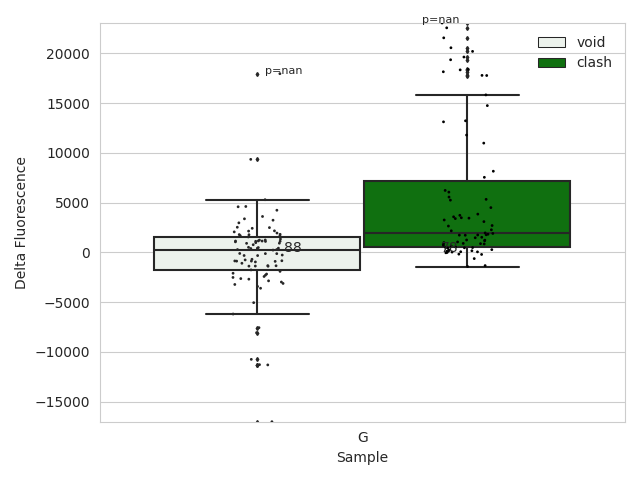 p=nan
20000
void
clash
p=nan
15000
10000
5000
88
0
−5000
−10000
−15000
Delta Fluorescence
G
Sample